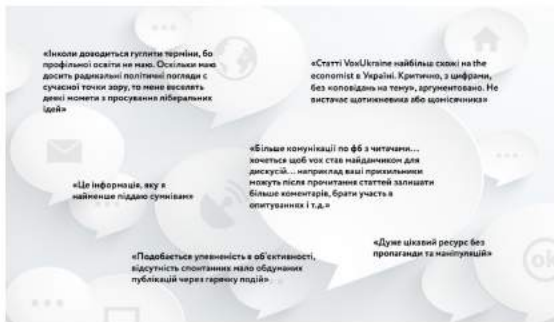 «Інколи доводиться гуглити терміни, бо
профільної освіти не маю. Оскільки маю
досить радикальні політичні погляди с
сучасної точки зору, то мене веселять
деякі момети з просування ліберальних
ідей»
«Статті VoxUkraine найбільш схожі на the
economist в Україні. Критично, з цифрами,
без «оповідань на тему», аргументовано. Не
вистачає щотижневика або щомісячника»
«Більше комунікації по фб з читачами...
хочеться щоб vox став майданчиком для
дискусій... наприклад ваші прихильники
можуть після прочитання статтей залишати
більше коментарів, брати участь в
опитуваннях і т.д.»
«Це інформація, яку я
найменше піддаю сумнівам»
«Подобається упевненість в об'єктивності,
відсутність спонтанних мало обдуманих
публікацій через гарячку подій»
«Дуже цікавий ресурс без
пропаганди та маніпуляцій»
ok